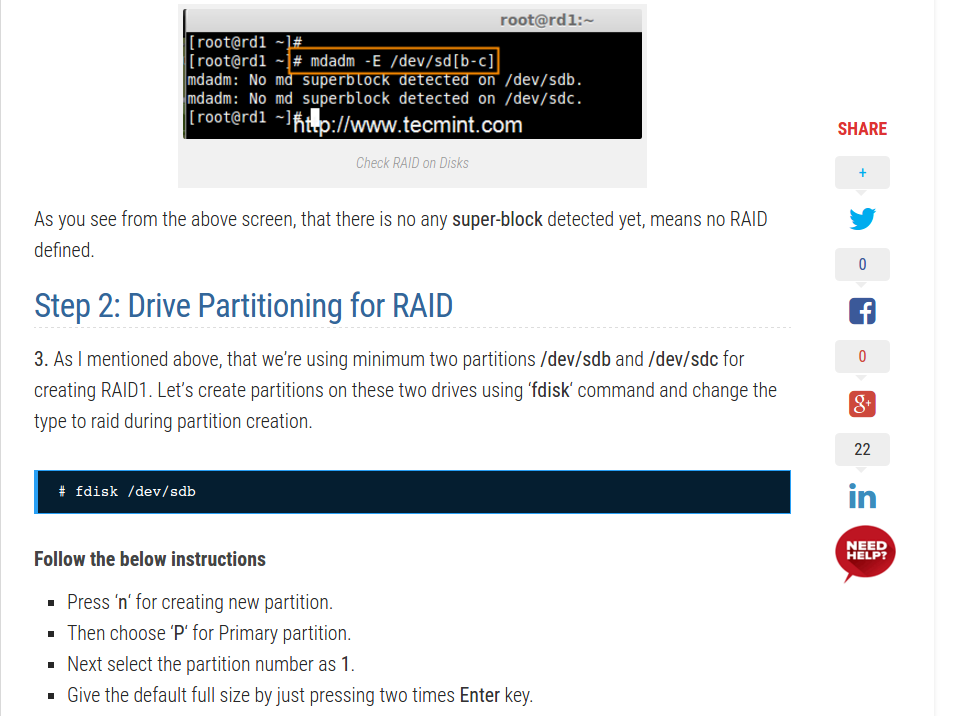 root@rd1:~
[root@rd1 ~]#
[root@rd1 ~]# mdadm -E /dev/sd[b-c]
mdadm: No md superblock detected on /dev/sdb.
mdadm: No md superblock detected on /dev/sdc.
[root@rd1 ~]#
http://www.tecmint.com
Check RAID on Disks
As you see from the above screen, that there is no any super-block detected yet, means no RAID
defined.
Step 2: Drive Partitioning for RAID
3. As I mentioned above, that we’re using minimum two partitions /dev/sdb and /dev/sdc for
creating RAID1. Let’s create partitions on these two drives using ‘fdisk‘ command and change the
type to raid during partition creation.
# fdisk /dev/sdb
Follow the below instructions
Press ‘n‘ for creating new partition.
Then choose ‘P‘ for Primary partition.
Next select the partition number as 1.
Give the default full size by just pressing two times Enter key.
SHARE
+
0
0
g+
22
in
NEED
HELP?